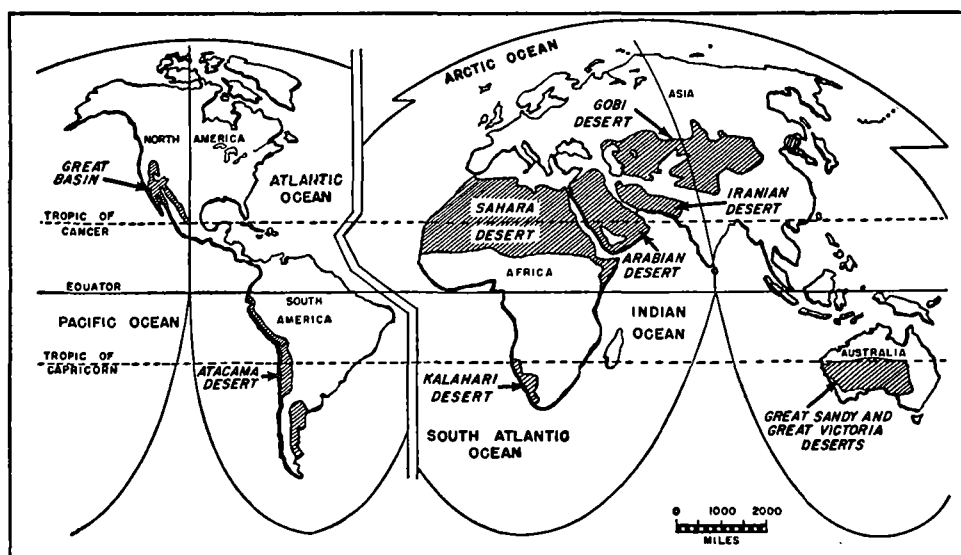 ARCTIC OCEAN
ASIA
GOBI
DESERT
NORTH AMERICA
GREAT
BASIN
ATLANTIC
OCEAN
TROPIC OF
CANCER
SAHARA
DESERT
IRANIAN
DESERT
ARABIAN
DESERT
AFRICA
EQUATOR
SOUTH
AMERICA
PACIFIC OCEAN
INDIAN
OCEAN
TROPIC OF
CAPRICORN
ATACAMA
DESERT
KALAHARI
DESERT
AUSTRALIA
GREAT SANDY AND
GREAT VICTORIA
DESERTS
SOUTH ATLANTIC
OCEAN
0 1000 2000
MILES